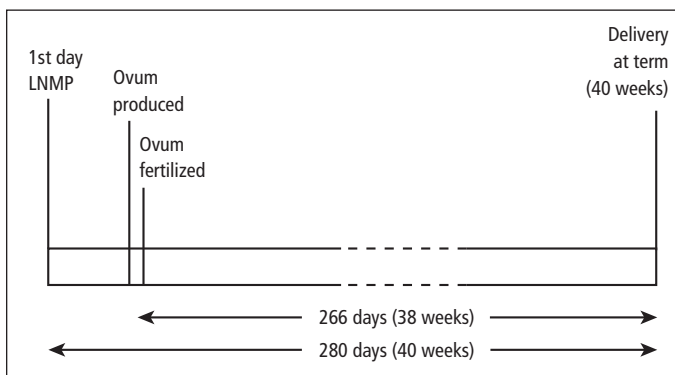 1st day
LNMP
Ovum
produced
Ovum
fertilized
Delivery
at term
(40 weeks)
266 days (38 weeks)
280 days (40 weeks)